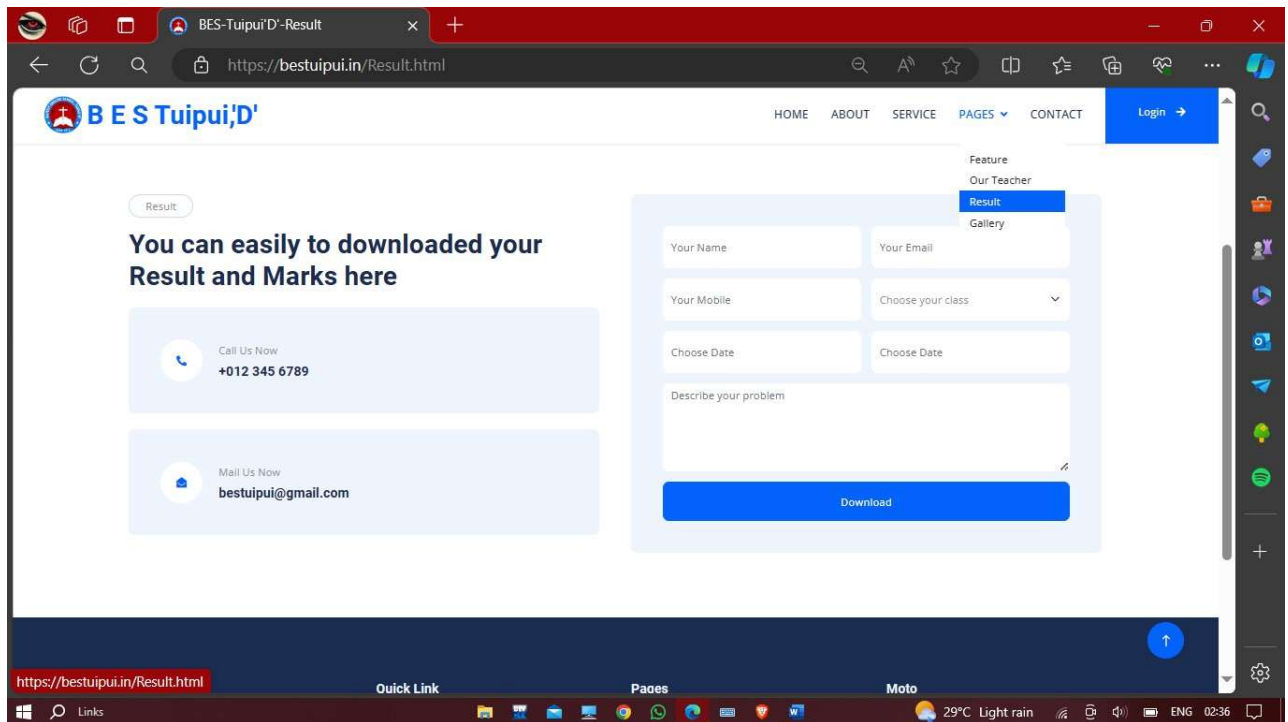 BES-Tuipui'D'-Result
https://bestuipui.in/Result.html
B E S Tuipui,'D'
HOME ABOUT SERVICE PAGES CONTACT Login
Feature
Our Teacher
Result
Gallery
Result
You can easily to downloaded your
Result and Marks here
Call Us Now
+012 345 6789
Mail Us Now
bestuipui@gmail.com
Your Name Your Email
Your Mobile Choose your class
Choose Date Choose Date
Describe your problem
Download
https://bestuipui.in/Result.html
Quick Link Pages Moto
Links 29°C Light rain ENG 02:36